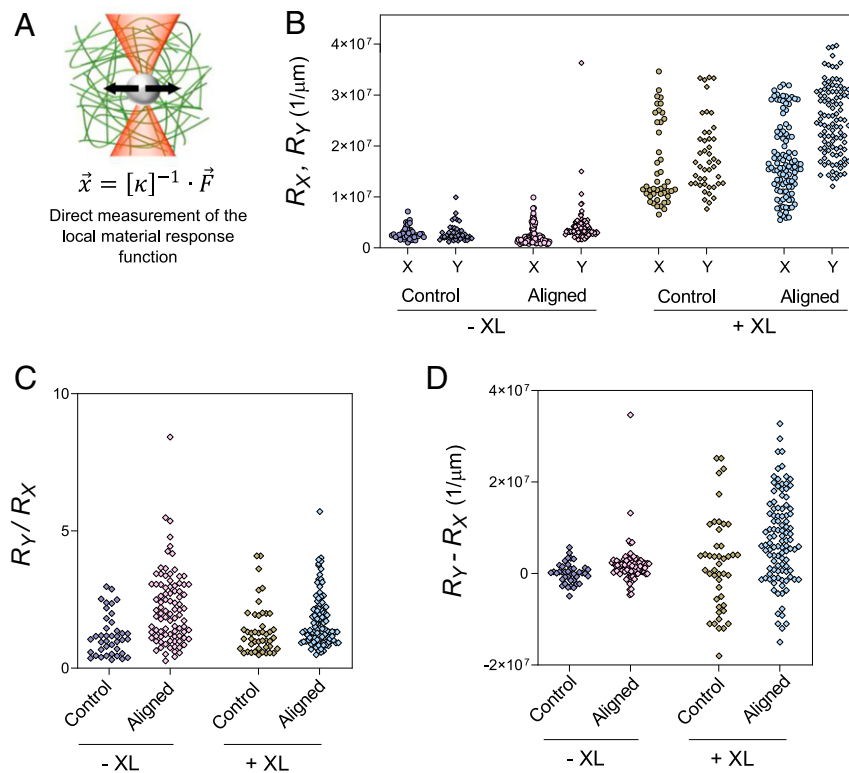 A
x⃗ = [κ]⁻¹ · F⃗
Direct measurement of the
local material response
function
B
R_X, R_Y (1/μm)
4×10⁷
3×10⁷
2×10⁷
1×10⁷
0
X Y X Y X Y X Y
Control Aligned Control Aligned
- XL + XL
C
R_Y / R_X
10
5
0
Control Aligned Control Aligned
- XL + XL
D
R_Y - R_X (1/μm)
4×10⁷
2×10⁷
0
-2×10⁷
Control Aligned Control Aligned
- XL + XL